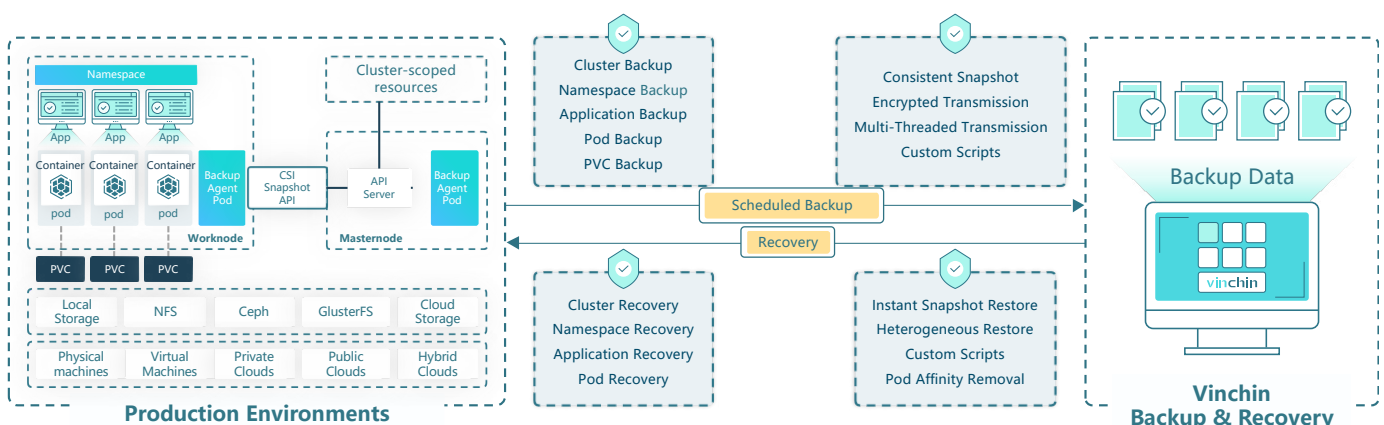 Namespace
App
App
App
Container
Container
Container
pod
pod
pod
Backup
Agent
Pod
Worknode
PVC
PVC
PVC
CSI
Snapshot
API
Cluster-scoped
resources
API
Server
Backup
Agent
Pod
Masternode
Local
Storage
NFS
Ceph
GlusterFS
Cloud
Storage
Physical
machines
Virtual
Machines
Private
Clouds
Public
Clouds
Hybrid
Clouds
Production Environments
Cluster Backup
Namespace Backup
Application Backup
Pod Backup
PVC Backup
Consistent Snapshot
Encrypted Transmission
Multi-Threaded Transmission
Custom Scripts
Scheduled Backup
Recovery
Cluster Recovery
Namespace Recovery
Application Recovery
Pod Recovery
Instant Snapshot Restore
Heterogeneous Restore
Custom Scripts
Pod Affinity Removal
Backup Data
vinchin
Vinchin
Backup & Recovery